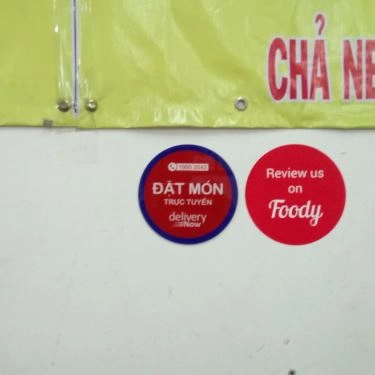 CHẢ NE
1900 2042
ĐẶT MÓN
TRỰC TUYẾN
delivery
Now
Review us
on
Foody